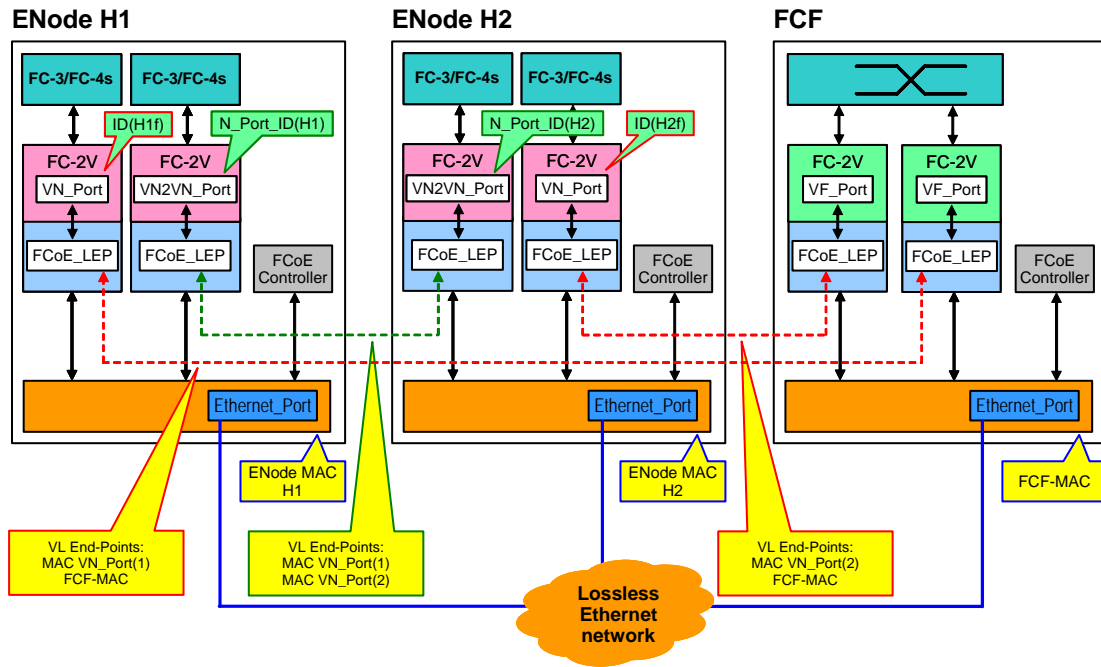 ENode H1
ENode H2
FCF
FC-3/FC-4s
FC-3/FC-4s
FC-3/FC-4s
FC-3/FC-4s
ID(H1f)
N_Port_ID(H1)
N_Port_ID(H2)
ID(H2f)
FC-2V
FC-2V
FC-2V
FC-2V
FC-2V
FC-2V
VN_Port
VN2VN_Port
VN2VN_Port
VN_Port
VF_Port
VF_Port
FCoE_LEP
FCoE_LEP
FCoE_LEP
FCoE_LEP
FCoE_LEP
FCoE_LEP
FCoE
Controller
FCoE
Controller
FCoE
Controller
Ethernet_Port
Ethernet_Port
Ethernet_Port
ENode MAC
H1
ENode MAC
H2
FCF-MAC
VL End-Points:
MAC VN_Port(1)
FCF-MAC
VL End-Points:
MAC VN_Port(1)
MAC VN_Port(2)
VL End-Points:
MAC VN_Port(2)
FCF-MAC
Lossless
Ethernet
network